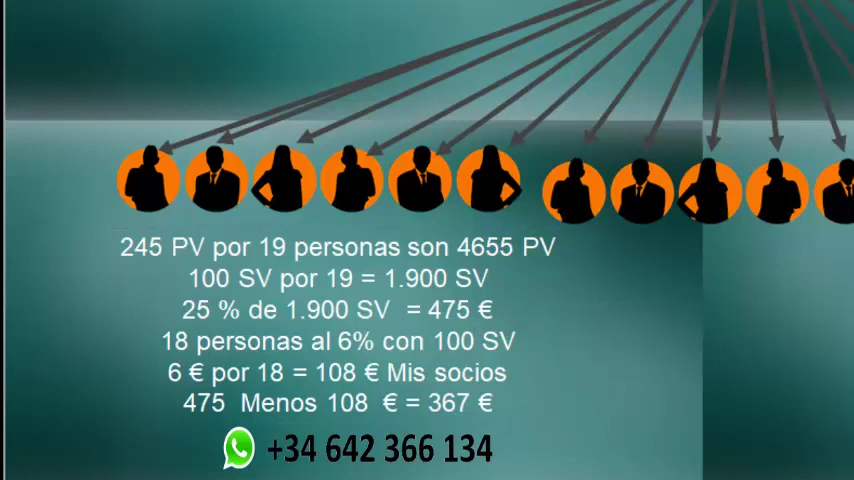 245 PV por 19 personas son 4655 PV
100 SV por 19 = 1.900 SV
25 % de 1.900 SV = 475 €
18 personas al 6% con 100 SV
6 € por 18 = 108 € Mis socios
475 Menos 108 € = 367 €
+34 642 366 134